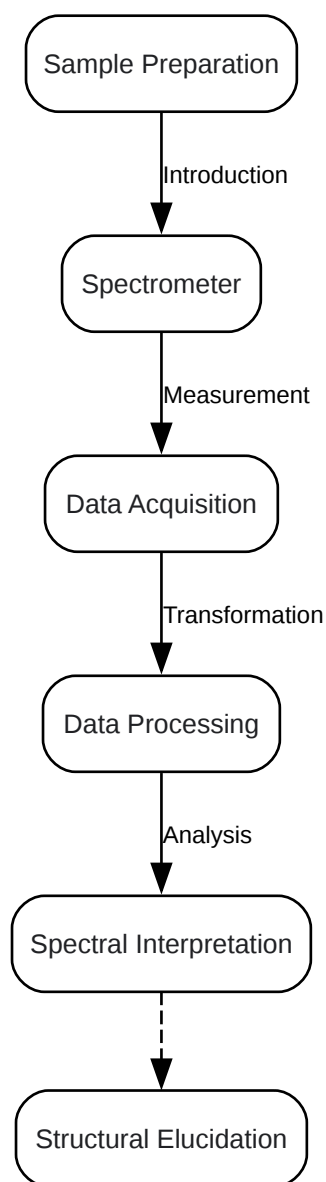 Sample Preparation
Introduction
Spectrometer
Measurement
Data Acquisition
Transformation
Data Processing
Analysis
Spectral Interpretation
Structural Elucidation